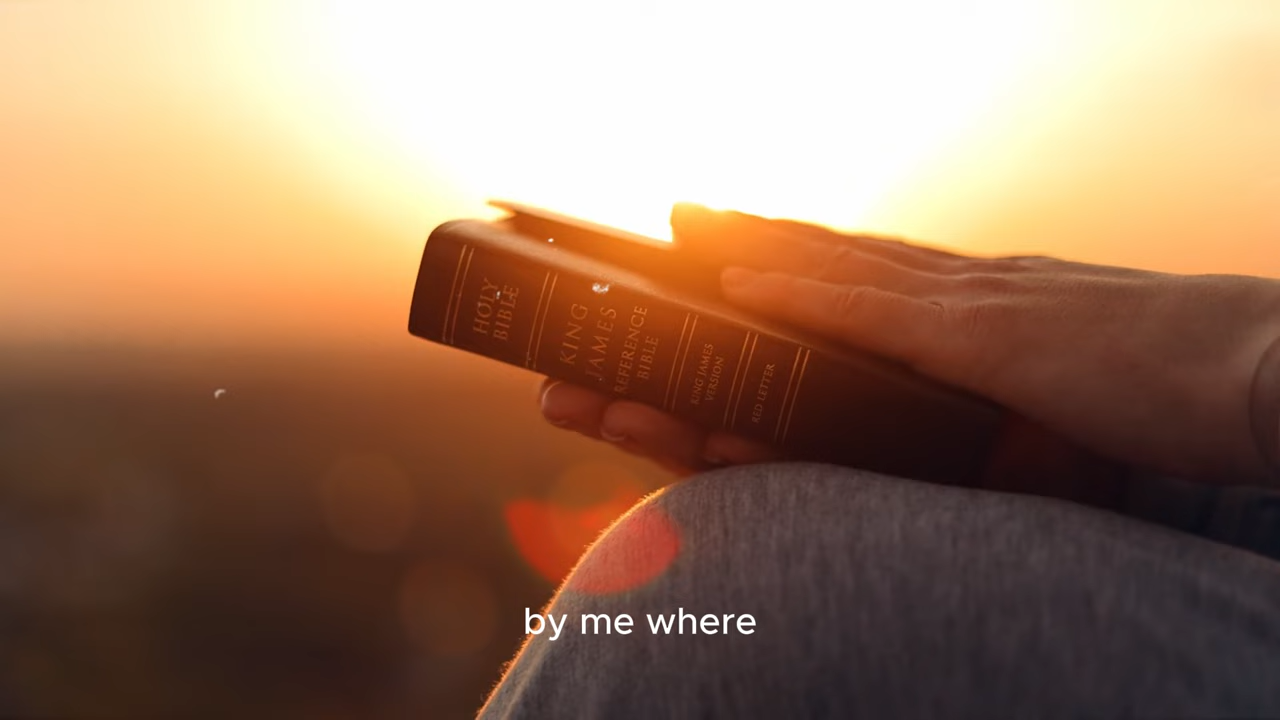 HOLY
BIBLE
KING
JAMES
REFERENCE
BIBLE
KING JAMES
VERSION
RED LETTER
by me where